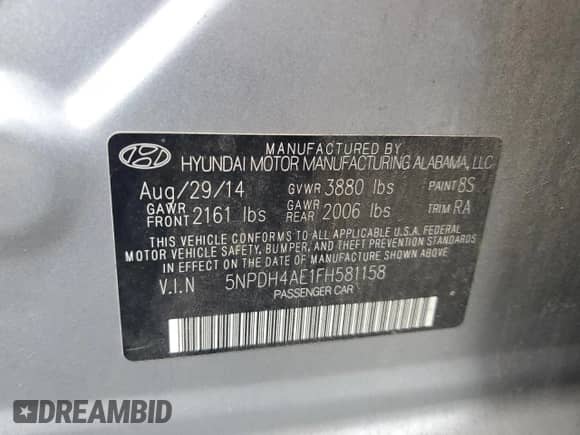 MANUFACTURED BY
HYUNDAI MOTOR MANUFACTURING ALABAMA, LLC
Aug/29/14 GVWR 3880 lbs PAINT 8S
GAWR FRONT 2161 lbs GAWR REAR 2006 lbs TRIM RA
THIS VEHICLE CONFORMS TO ALL APPLICABLE U.S.A. FEDERAL
MOTOR VEHICLE SAFETY, BUMPER, AND THEFT PREVENTION STANDARDS
IN EFFECT ON THE DATE OF MANUFACTURE SHOWN ABOVE.
V.I.N 5NPDH4AE1FH581158
PASSENGER CAR
DREAMBID